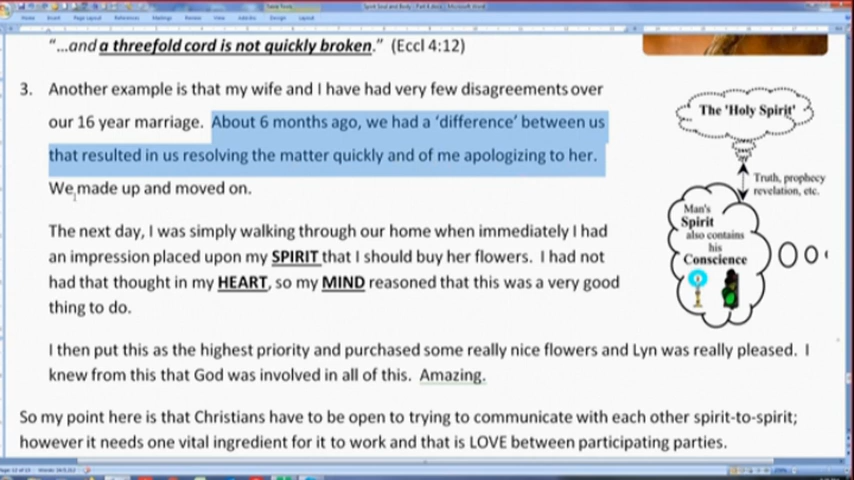 "...and a threefold cord is not quickly broken." (Eccl 4:12)
3. Another example is that my wife and I have had very few disagreements over
our 16 year marriage. About 6 months ago, we had a 'difference' between us
that resulted in us resolving the matter quickly and of me apologizing to her.
We made up and moved on.
The next day, I was simply walking through our home when immediately I had
an impression placed upon my SPIRIT that I should buy her flowers. I had not
had that thought in my HEART, so my MIND reasoned that this was a very good
thing to do.
I then put this as the highest priority and purchased some really nice flowers and Lyn was really pleased. I
knew from this that God was involved in all of this. Amazing.
So my point here is that Christians have to be open to trying to communicate with each other spirit-to-spirit;
however it needs one vital ingredient for it to work and that is LOVE between participating parties.
The 'Holy Spirit'
Truth, prophecy
revelation, etc.
Man's
Spirit
also contains
his
Conscience